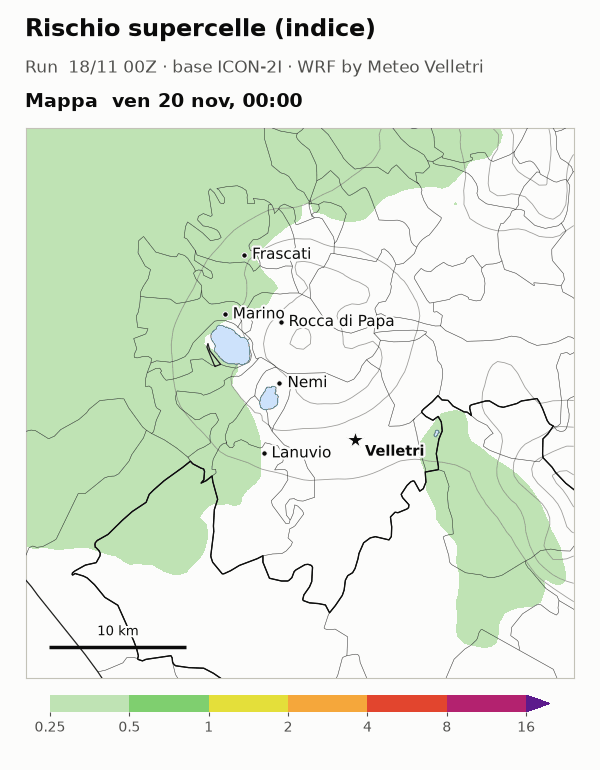 Rischio supercelle (indice)
Run  18/11 00Z · base ICON-2I · WRF by Meteo Velletri
Mappa  ven 20 nov, 00:00
Frascati
Marino
Rocca di Papa
Nemi
Velletri
Lanuvio
10 km
0.25 0.5 1 2 4 8 16